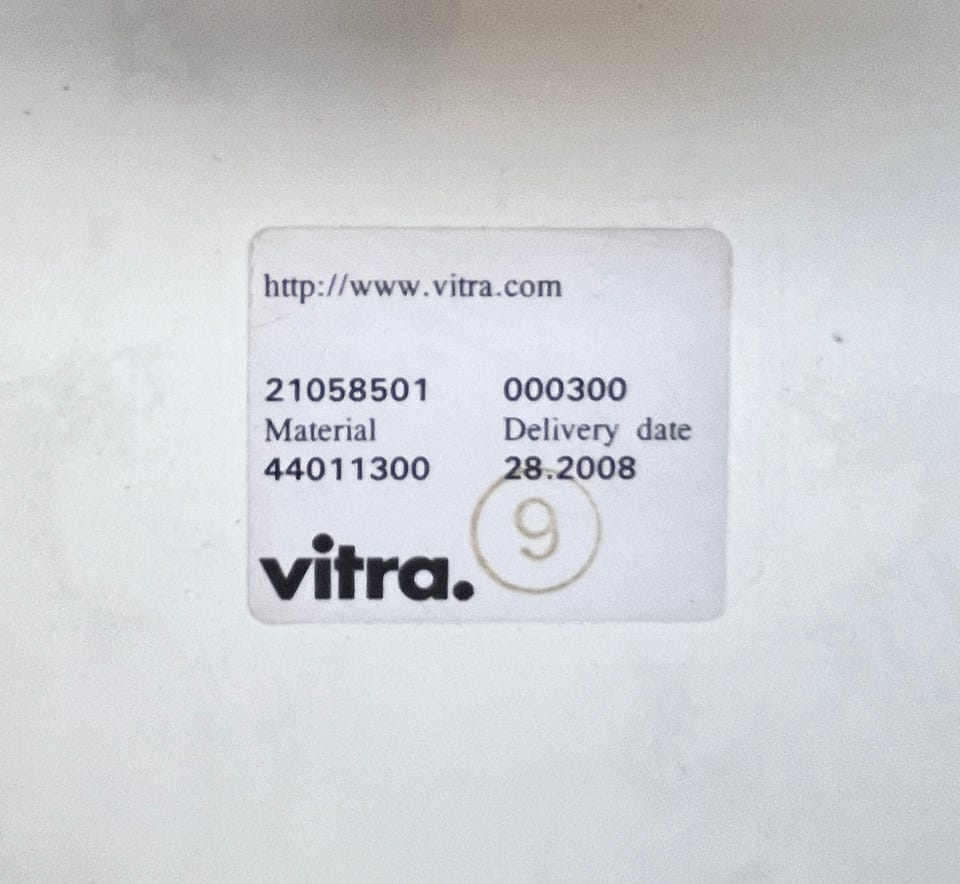 http://www.vitra.com
21058501 000300
Material Delivery date
44011300 28.2008
9
vitra.